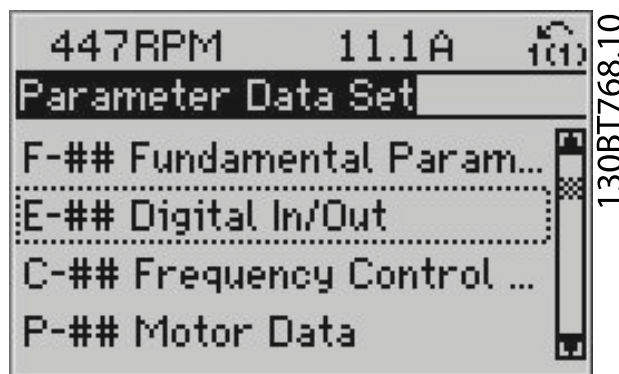 447RPM 11.1A 1(1)
Parameter Data Set
F-## Fundamental Param...
E-## Digital In/Out
C-## Frequency Control ...
P-## Motor Data
130BT768.10